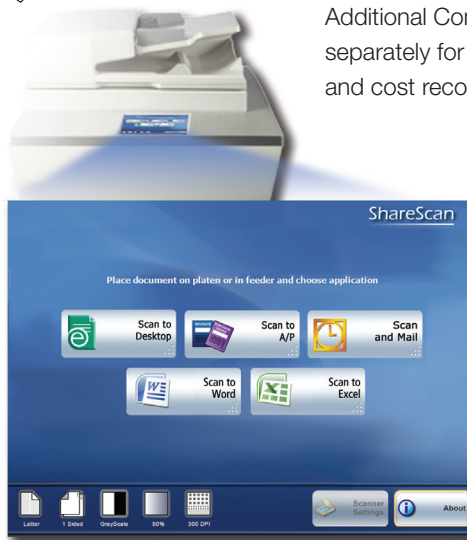 Additional Con
separately for
and cost reco
ShareScan
Place document on platen or in feeder and choose application
Scan to
Desktop
INVOICE
Scan to
A/P
Scan
and Mail
Scan to
Word
Scan to
Excel
Letter
1 Sided
GrayScale
50%
300 DPI
Scanner
Settings
About